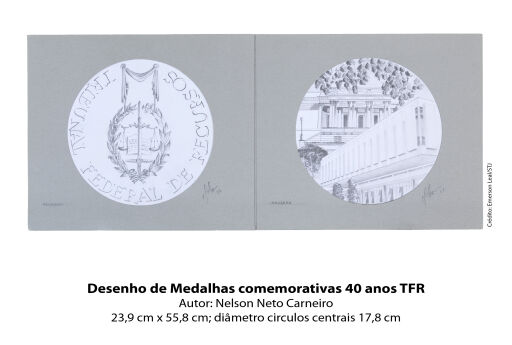 TRIBUNAL FEDERAL DE RECURSOS
Crédito: Emerson Leal/STJ
Desenho de Medalhas comemorativas 40 anos TFR
Autor: Nelson Neto Carneiro
23,9 cm x 55,8 cm; diâmetro circulos centrais 17,8 cm